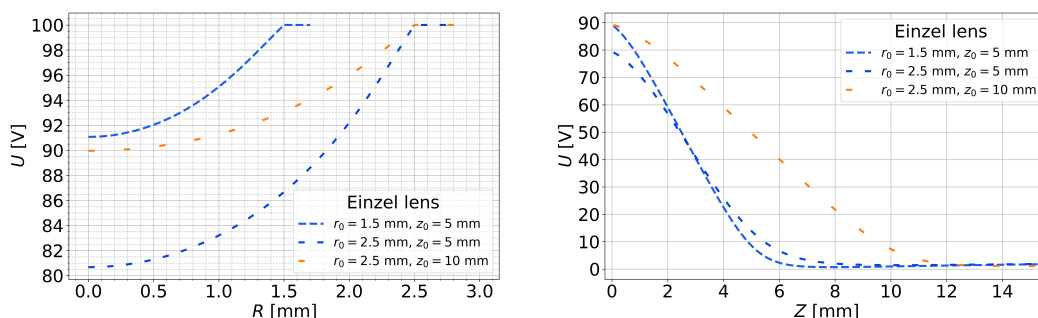 100
98
96
94
92
90
88
86
84
82
80
U [V]
0.0 0.5 1.0 1.5 2.0 2.5 3.0
R [mm]
Einzel lens
r₀ = 1.5 mm, z₀ = 5 mm
r₀ = 2.5 mm, z₀ = 5 mm
r₀ = 2.5 mm, z₀ = 10 mm
90
80
70
60
50
40
30
20
10
0
U [V]
0 2 4 6 8 10 12 14
Z [mm]
Einzel lens
r₀ = 1.5 mm, z₀ = 5 mm
r₀ = 2.5 mm, z₀ = 5 mm
r₀ = 2.5 mm, z₀ = 10 mm